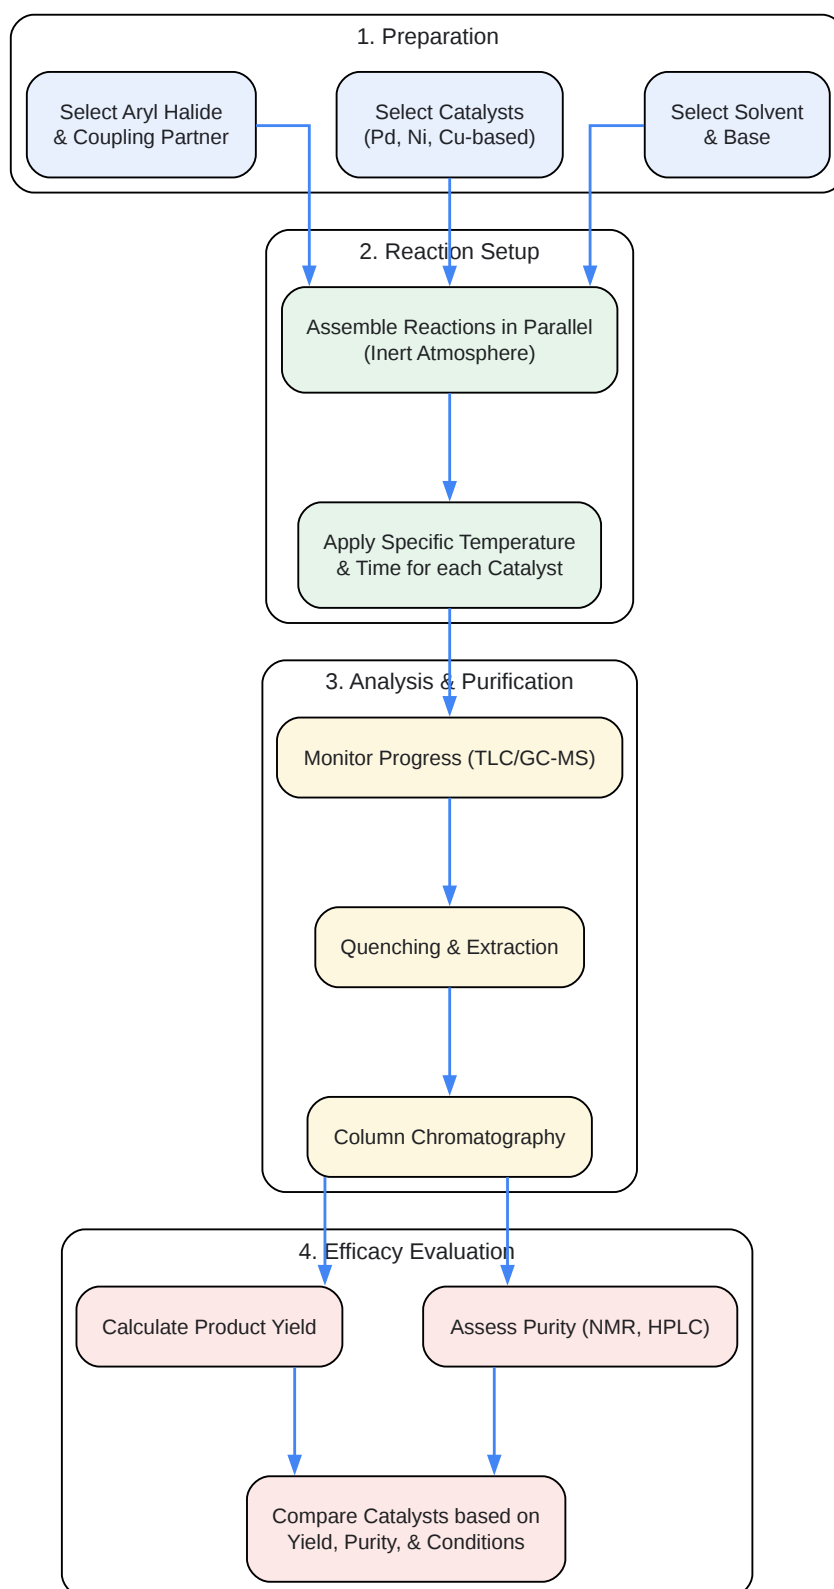 1. Preparation
Select Aryl Halide
& Coupling Partner
Select Catalysts
(Pd, Ni, Cu-based)
Select Solvent
& Base
2. Reaction Setup
Assemble Reactions in Parallel
(Inert Atmosphere)
Apply Specific Temperature
& Time for each Catalyst
3. Analysis & Purification
Monitor Progress (TLC/GC-MS)
Quenching & Extraction
Column Chromatography
4. Efficacy Evaluation
Calculate Product Yield
Assess Purity (NMR, HPLC)
Compare Catalysts based on
Yield, Purity, & Conditions